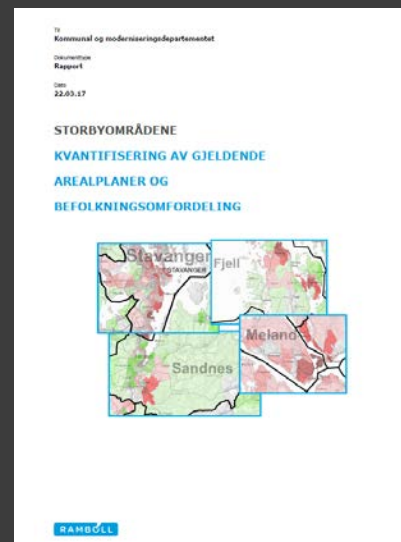 Til
Kommunal og moderniseringsdepartementet
Dokumenttype
Rapport
Dato
22.03.17
STORBYOMRÅDENE
KVANTIFISERING AV GJELDENDE
AREALPLANER OG
BEFOLKNINGSOMFORDELING
Stavanger
STAVANGER
Fjell
Meland
Sandnes
RAMBOLL